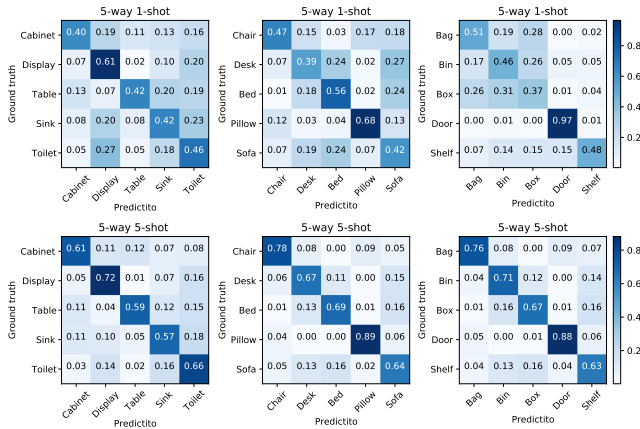 5-way 1-shot
Ground truth
Cabinet 0.40 0.19 0.11 0.13 0.16
Display 0.07 0.61 0.02 0.10 0.20
Table 0.13 0.07 0.42 0.20 0.19
Sink 0.08 0.20 0.08 0.42 0.23
Toilet 0.05 0.27 0.05 0.18 0.46
Cabinet Display Table Sink Toilet
Predictito
5-way 1-shot
Ground truth
Chair 0.47 0.15 0.03 0.17 0.18
Desk 0.07 0.39 0.24 0.02 0.27
Bed 0.01 0.18 0.56 0.02 0.24
Pillow 0.12 0.03 0.04 0.68 0.13
Sofa 0.07 0.19 0.24 0.07 0.42
Chair Desk Bed Pillow Sofa
Predictito
5-way 1-shot
Ground truth
Bag 0.51 0.19 0.28 0.00 0.02
Bin 0.17 0.46 0.26 0.05 0.05
Box 0.26 0.31 0.37 0.01 0.04
Door 0.00 0.01 0.00 0.97 0.01
Shelf 0.07 0.14 0.15 0.15 0.48
Bag Bin Box Door Shelf
Predictito
0.8
0.6
0.4
0.2
5-way 5-shot
Ground truth
Cabinet 0.61 0.11 0.12 0.07 0.08
Display 0.05 0.72 0.01 0.07 0.16
Table 0.11 0.04 0.59 0.12 0.15
Sink 0.11 0.10 0.05 0.57 0.18
Toilet 0.03 0.14 0.02 0.16 0.66
Cabinet Display Table Sink Toilet
Predictito
5-way 5-shot
Ground truth
Chair 0.78 0.08 0.00 0.09 0.05
Desk 0.06 0.67 0.11 0.00 0.15
Bed 0.01 0.13 0.69 0.01 0.16
Pillow 0.04 0.00 0.00 0.89 0.06
Sofa 0.05 0.13 0.16 0.02 0.64
Chair Desk Bed Pillow Sofa
Predictito
5-way 5-shot
Ground truth
Bag 0.76 0.08 0.00 0.09 0.07
Bin 0.04 0.71 0.12 0.00 0.14
Box 0.01 0.16 0.67 0.01 0.16
Door 0.05 0.00 0.01 0.88 0.06
Shelf 0.04 0.13 0.16 0.04 0.63
Bag Bin Box Door Shelf
Predictito
0.8
0.6
0.4
0.2